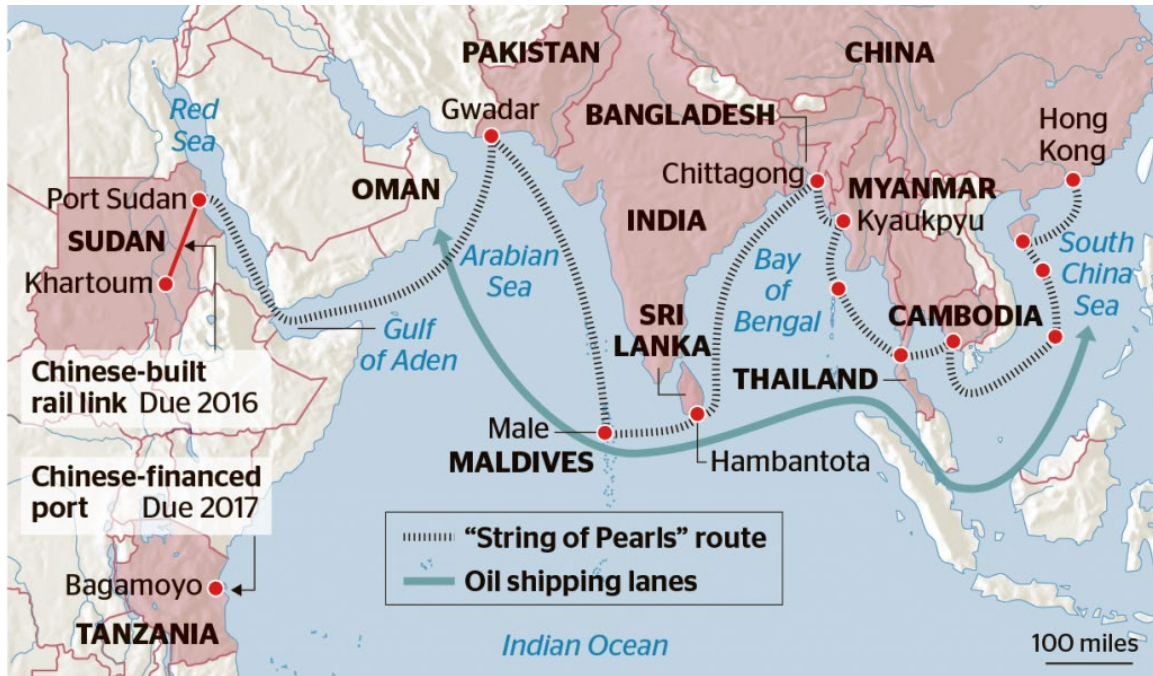 PAKISTAN
CHINA
Gwadar
Red
Sea
BANGLADESH
Hong
Kong
Port Sudan
OMAN
Chittagong
MYANMAR
SUDAN
INDIA
Kyaukpyu
Khartoum
Arabian
Sea
Bay
of
Bengal
South
China
Sea
Gulf
of Aden
SRI
LANKA
CAMBODIA
THAILAND
Chinese-built
rail link Due 2016
Male
MALDIVES
Hambantota
Chinese-financed
port Due 2017
"String of Pearls" route
Oil shipping lanes
Bagamoyo
TANZANIA
Indian Ocean
100 miles